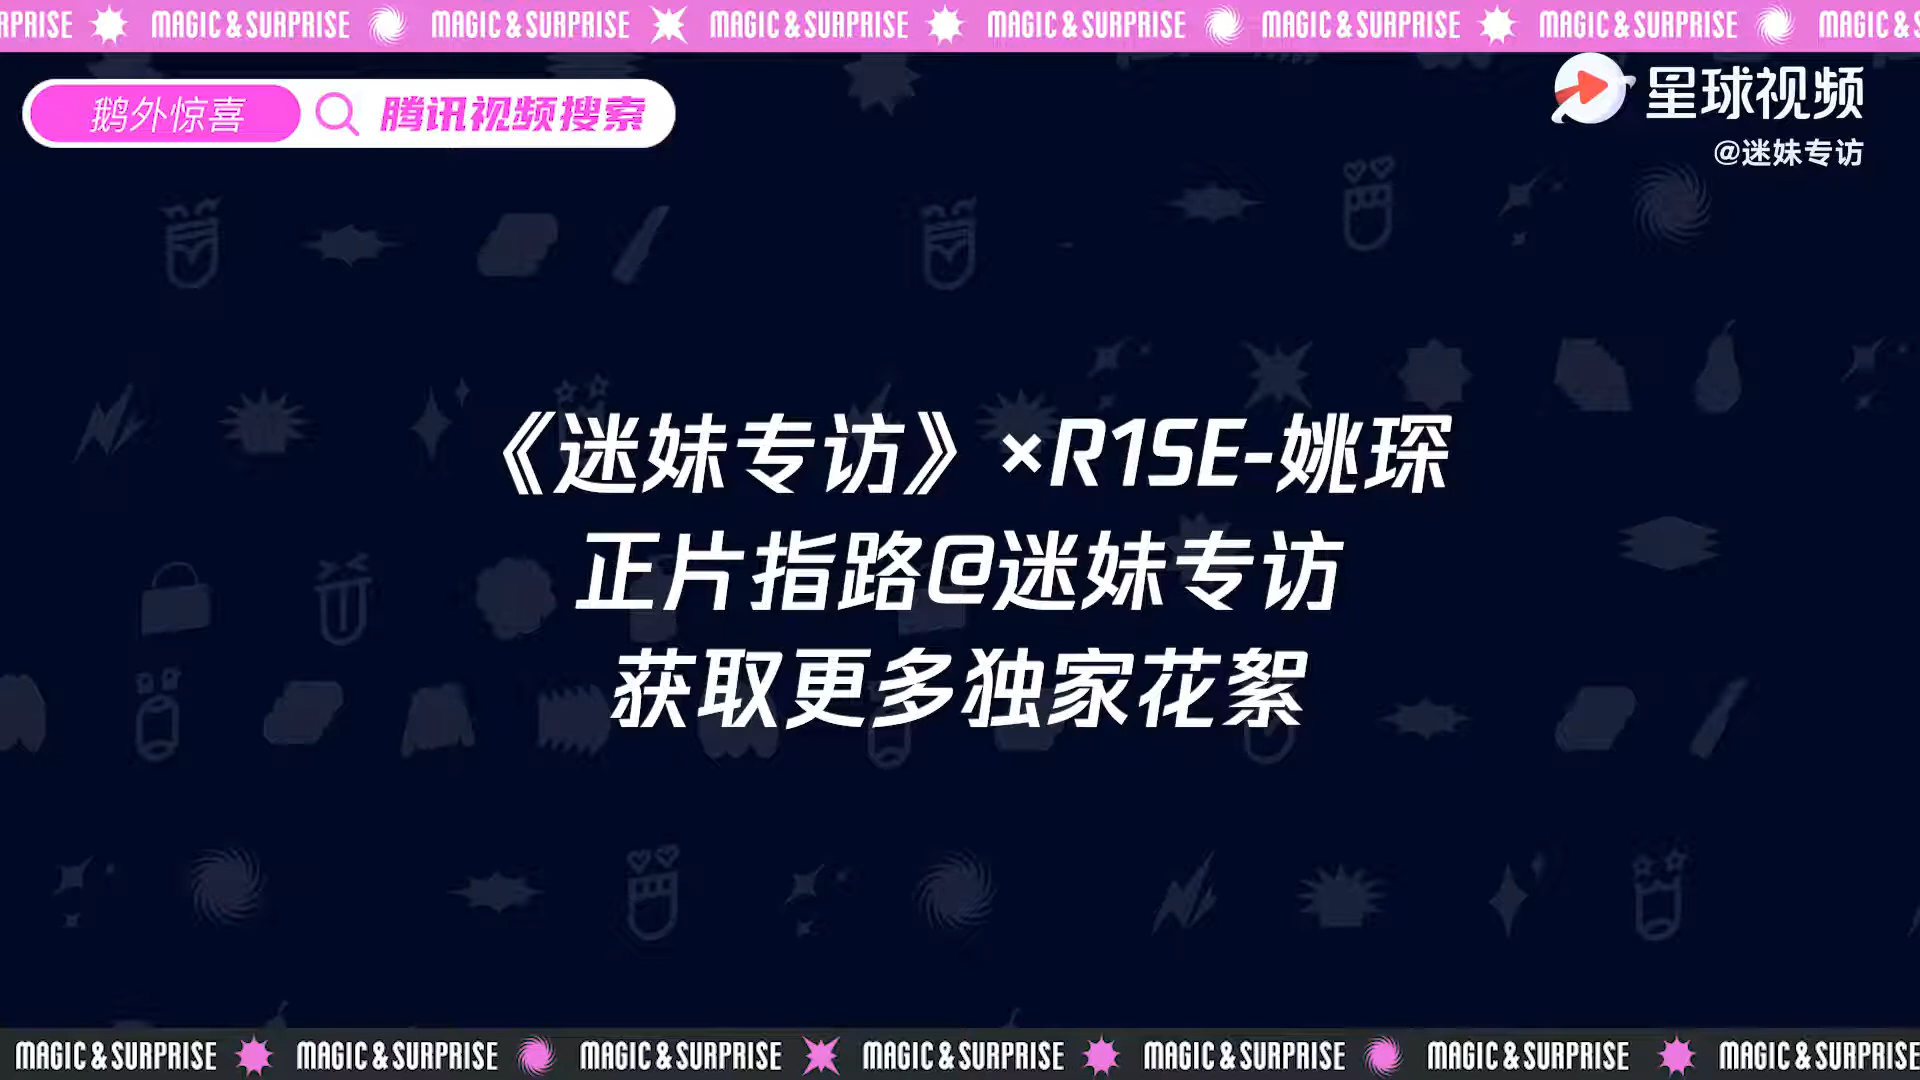 RPRISE MAGIC & SURPRISE MAGIC & SURPRISE MAGIC & SURPRISE MAGIC & SURPRISE MAGIC & SURPRISE MAGIC & SURPRISE MAGIC & S
鹅外惊喜 腾讯视频搜索
星球视频
@迷妹专访
《迷妹专访》×R1SE-姚琛
正片指路@迷妹专访
获取更多独家花絮
MAGIC & SURPRISE MAGIC & SURPRISE MAGIC & SURPRISE MAGIC & SURPRISE MAGIC & SURPRISE MAGIC & SURPRISE MAGIC & SURPRISE